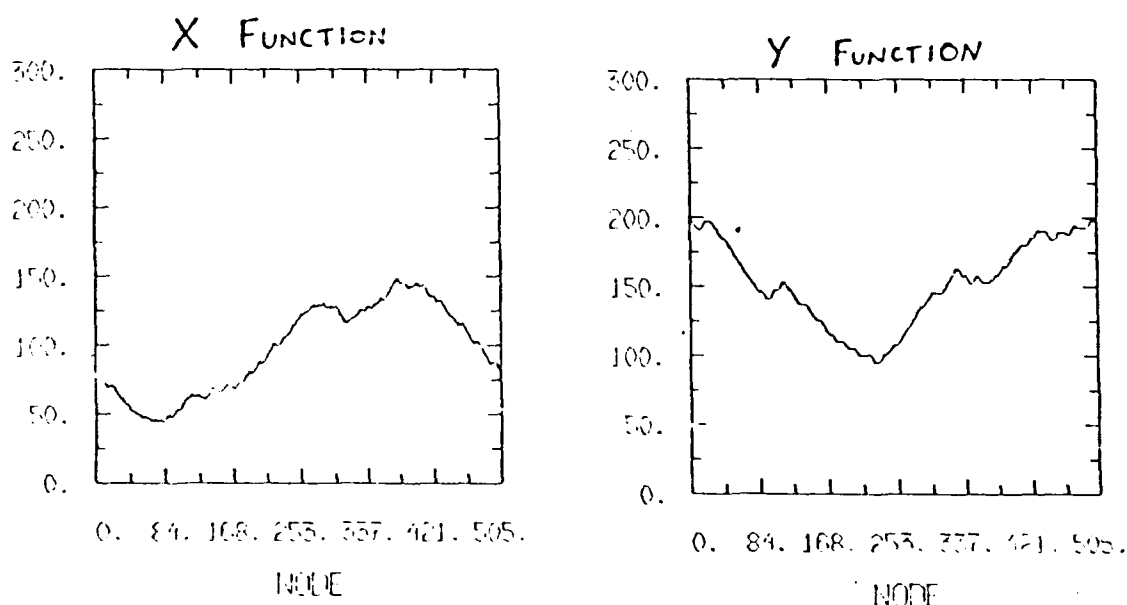 X FUNCTION
300.
250.
200.
150.
100.
50.
0.
0. 84. 168. 253. 337. 421. 505.
NODE
Y FUNCTION
300.
250.
200.
150.
100.
50.
0.
0. 84. 168. 253. 337. 421. 505.
NODE